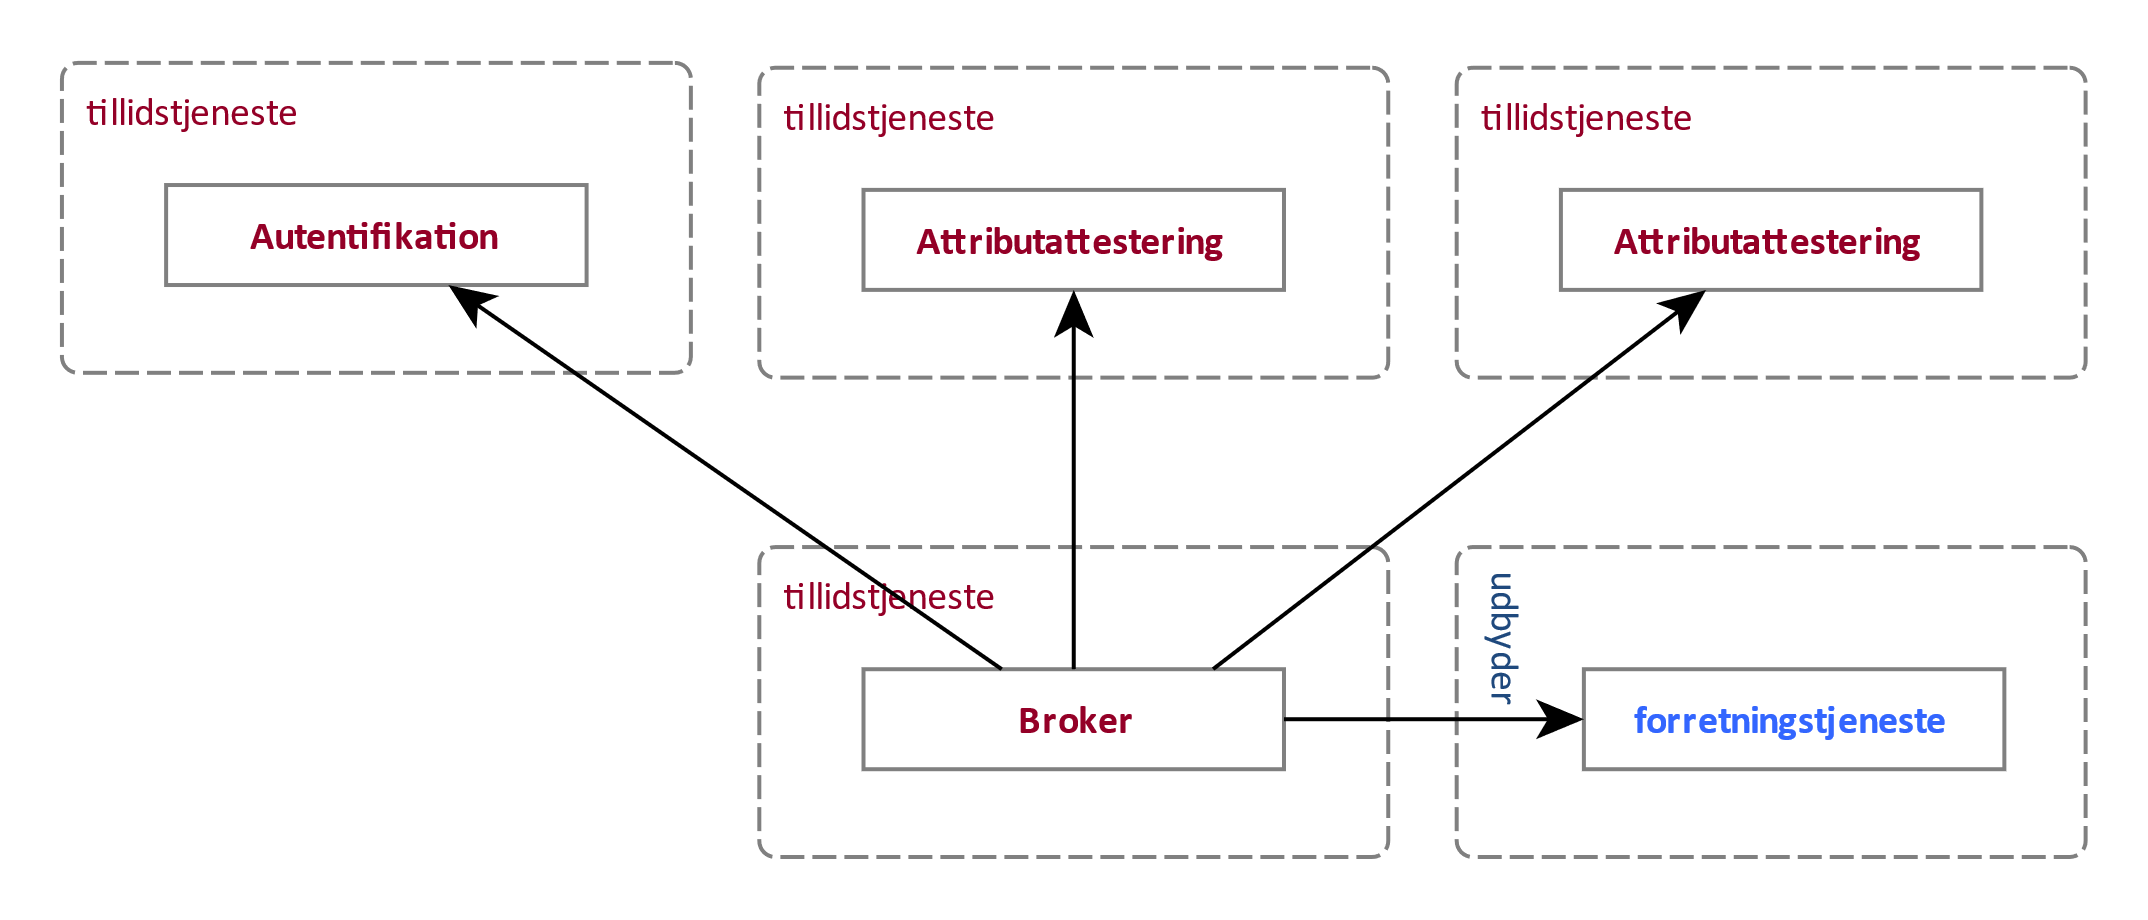 tillidstjeneste
Autentifikation
tillidstjeneste
Attributattestering
tillidstjeneste
Attributattestering
tillidstjeneste
Broker
udbyder
forretningstjeneste